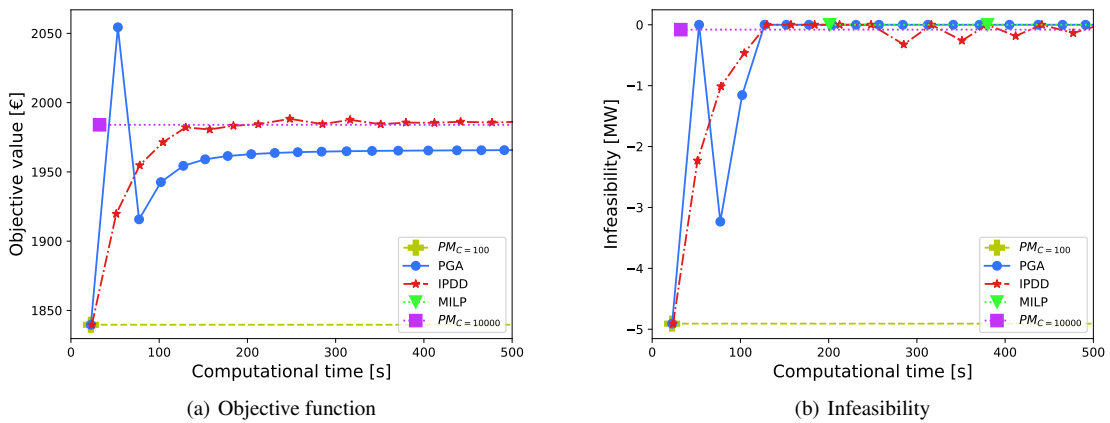 2050
2000
1950
1900
1850
Objective value [€]
0 100 200 300 400 500
Computational time [s]
PM_{C=100}
PGA
IPDD
MILP
PM_{C=10000}
(a) Objective function
0
−1
−2
−3
−4
−5
Infeasibility [MW]
0 100 200 300 400 500
Computational time [s]
PM_{C=100}
PGA
IPDD
MILP
PM_{C=10000}
(b) Infeasibility